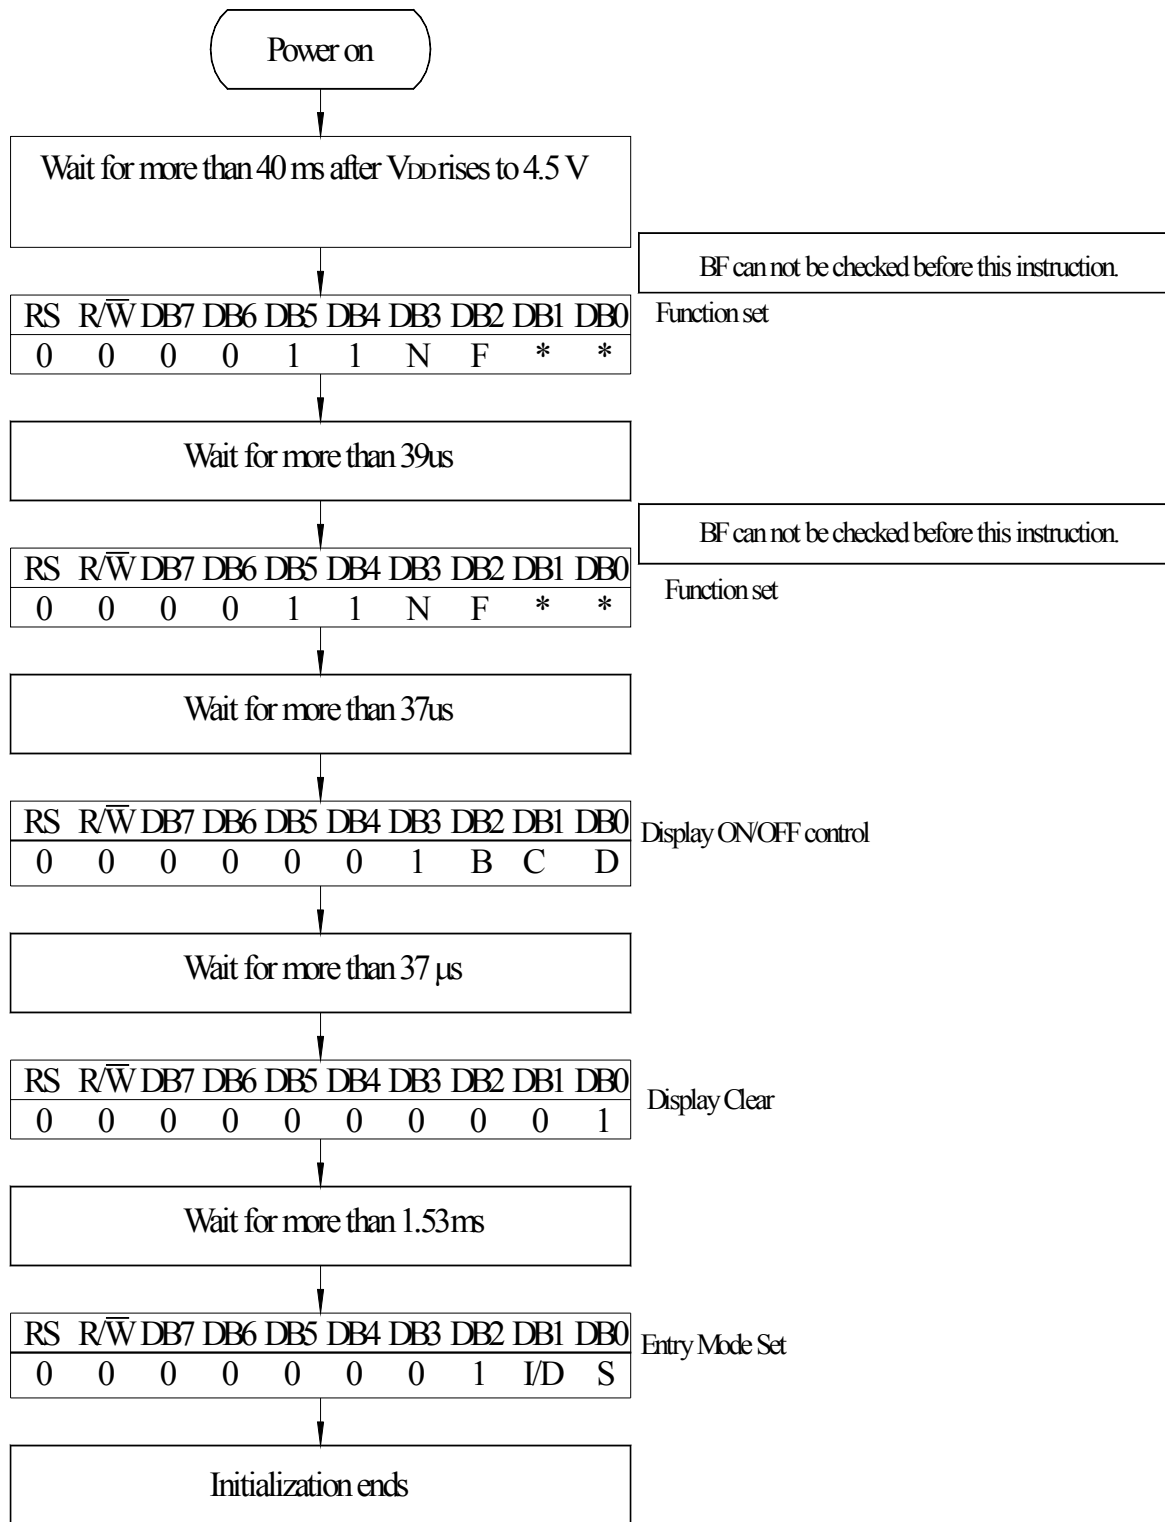 Power on
Wait for more than 40 ms after VDD rises to 4.5 V
BF can not be checked before this instruction.
RS R/W̅ DB7 DB6 DB5 DB4 DB3 DB2 DB1 DB0
Function set
0 0 0 0 1 1 N F * *
Wait for more than 39us
BF can not be checked before this instruction.
RS R/W̅ DB7 DB6 DB5 DB4 DB3 DB2 DB1 DB0
Function set
0 0 0 0 1 1 N F * *
Wait for more than 37us
RS R/W̅ DB7 DB6 DB5 DB4 DB3 DB2 DB1 DB0
Display ON/OFF control
0 0 0 0 0 0 1 B C D
Wait for more than 37 μs
RS R/W̅ DB7 DB6 DB5 DB4 DB3 DB2 DB1 DB0
Display Clear
0 0 0 0 0 0 0 0 0 1
Wait for more than 1.53ms
RS R/W̅ DB7 DB6 DB5 DB4 DB3 DB2 DB1 DB0
Entry Mode Set
0 0 0 0 0 0 0 1 I/D S
Initialization ends